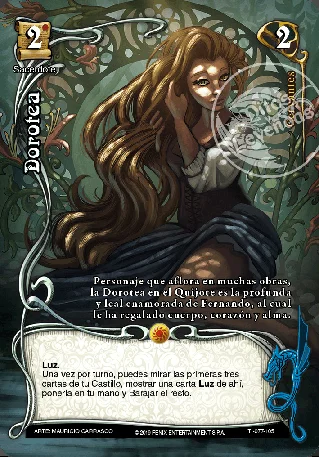 2
2
Sacerdote
Dorotea
Personaje que aflora en muchas obras,
la Dorotea en el Quijote es la profunda
y leal enamorada de Fernando, al cual
le ha regalado cuerpo, corazón y alma.
Luz
Una vez por turno, puedes mirar las primeras tres
cartas de tu Castillo, mostrar una carta Luz de ahí,
ponerla en tu mano y Barajar el resto.
ARTE: MAURICIO CARRASCO
©2019 FENIX ENTERTAINMENT S.P.A.